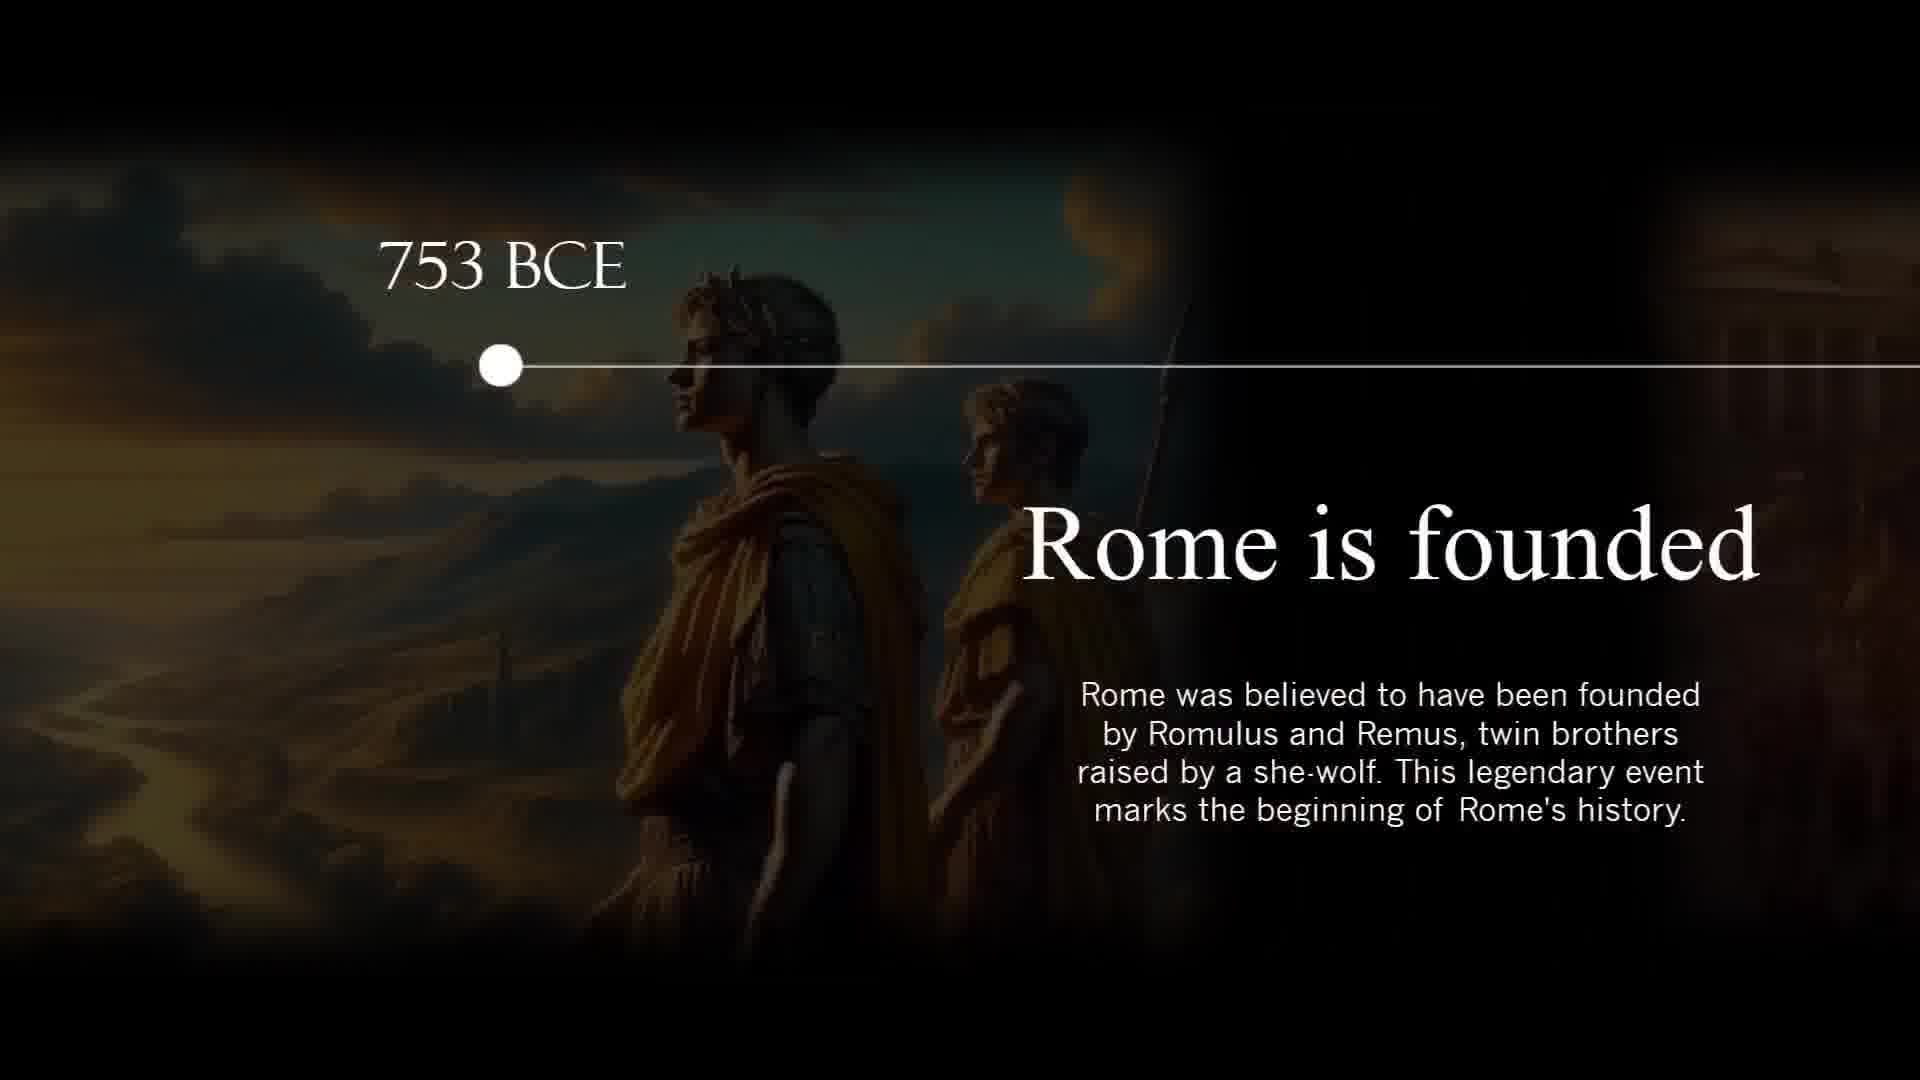 753 BCE
Rome is founded
Rome was believed to have been founded
by Romulus and Remus, twin brothers
raised by a she-wolf. This legendary event
marks the beginning of Rome's history.